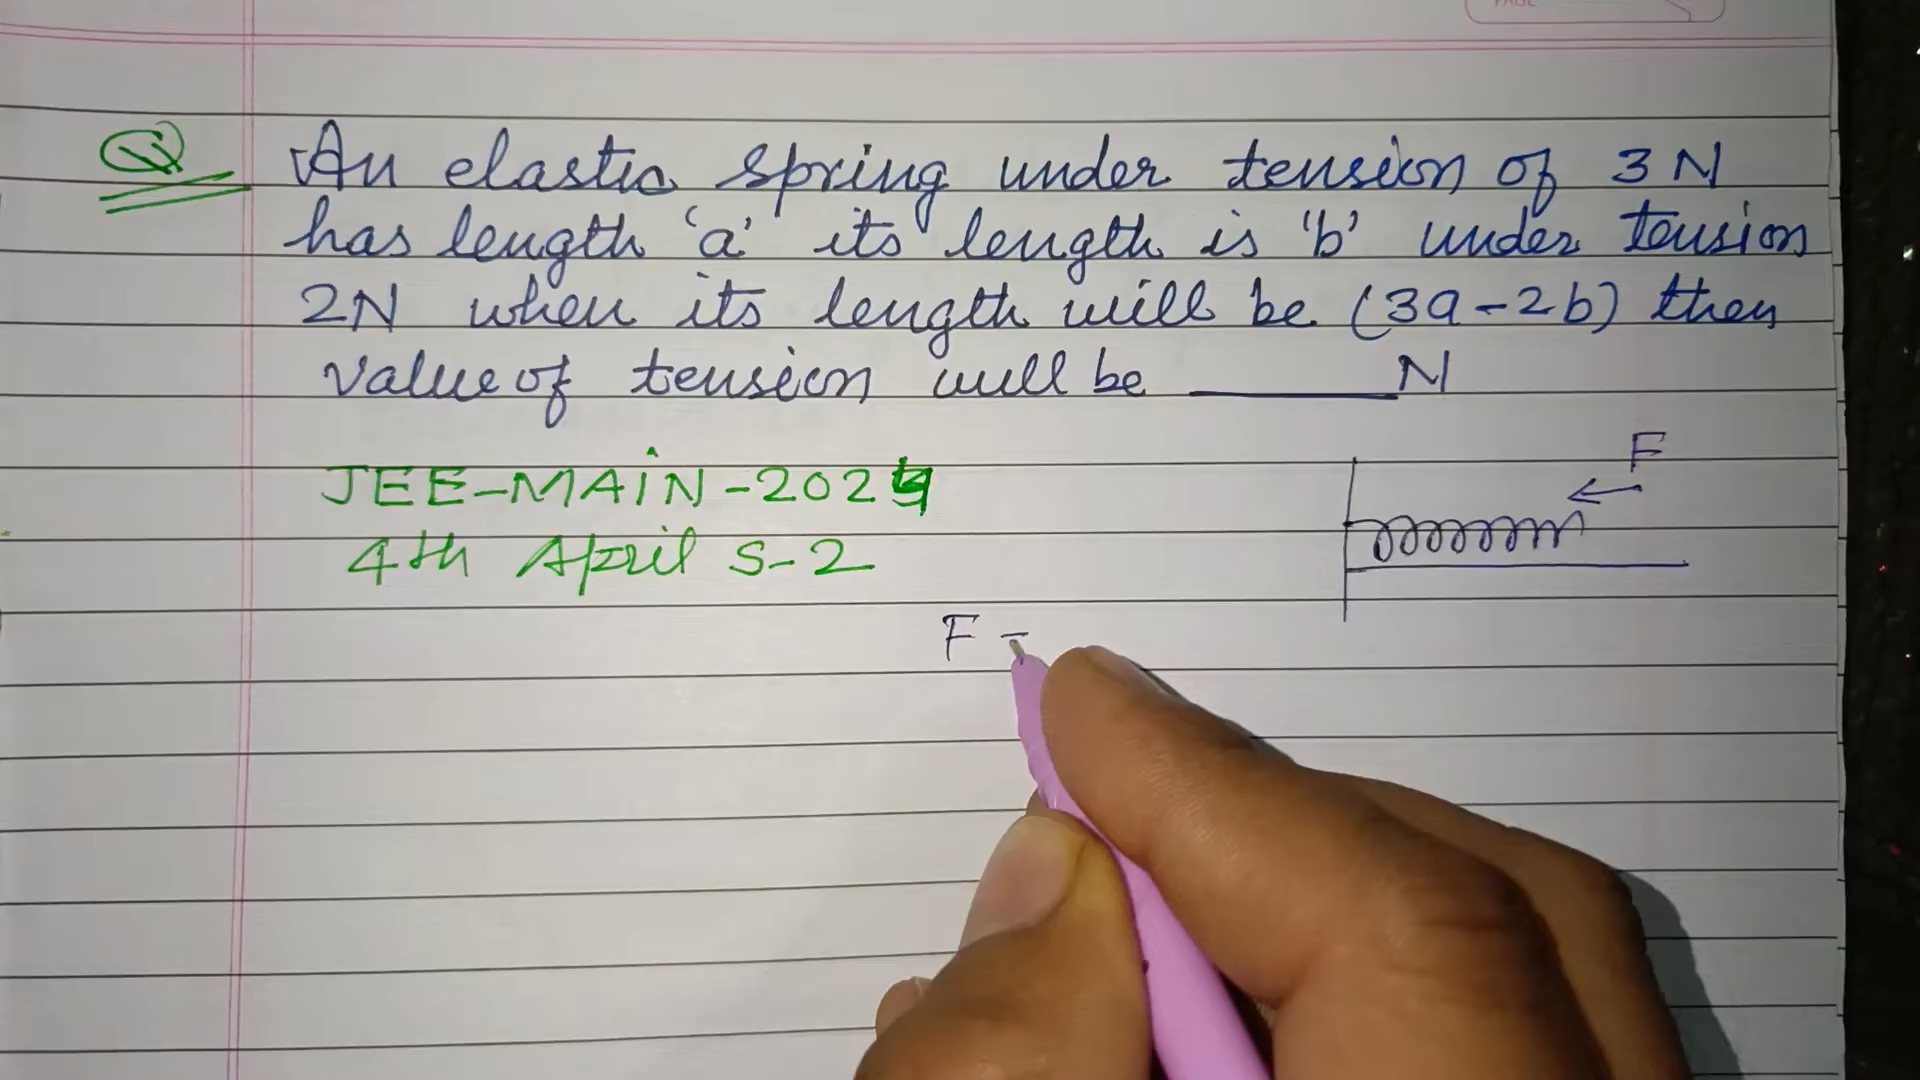 PAGE
Q An elastic spring under tension of 3 N
has length 'a' its length is 'b' under tension
2N when its length will be (3a-2b) then
value of tension will be ______ N
JEE-MAIN-2024
4th April S-2
F
F =